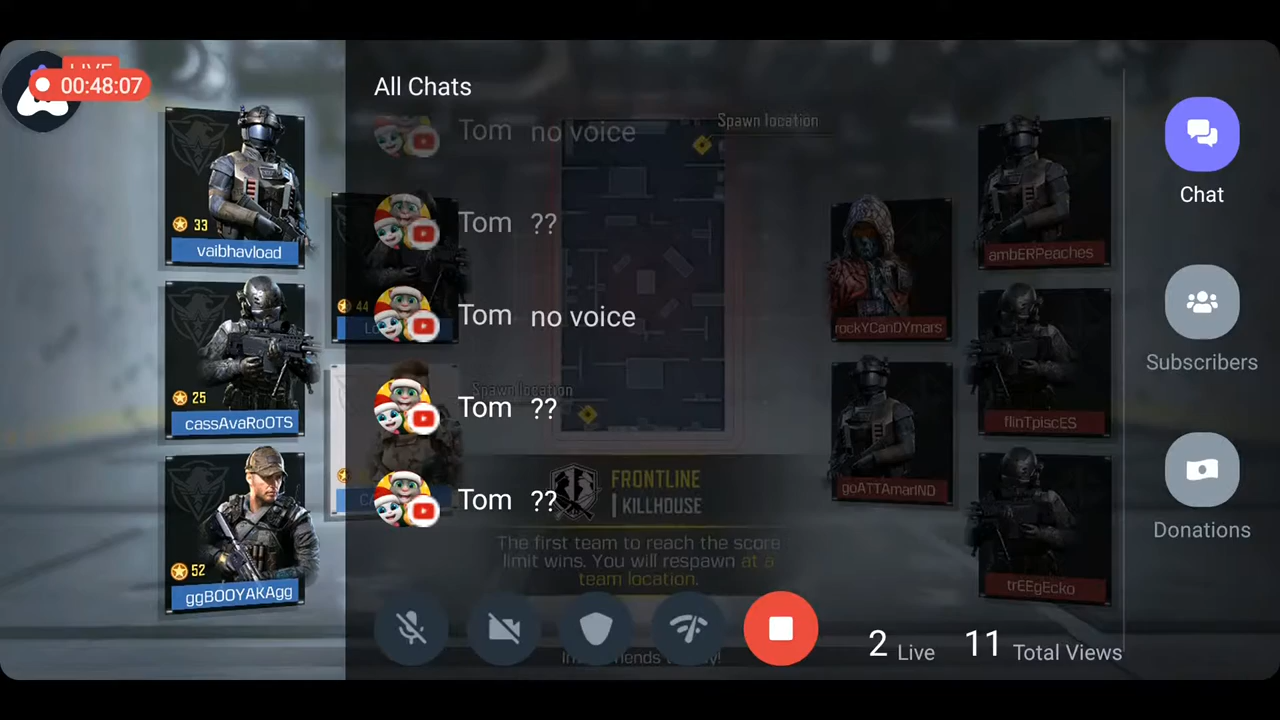 LIVE
00:48:07
All Chats
Tom no voice
Spawn location
Tom ??
Tom no voice
Tom ??
Spawn location
Tom ??
33
vaibhavload
44
25
cassAvaRoOTS
52
ggBOOYAKAgg
rockYCanDYmars
goATTAmarIND
ambERPeaches
flinTpiscES
trEEgEcko
FRONTLINE
KILLHOUSE
The first team to reach the score
limit wins. You will respawn at a
team location.
2 Live 11 Total Views
Chat
Subscribers
Donations